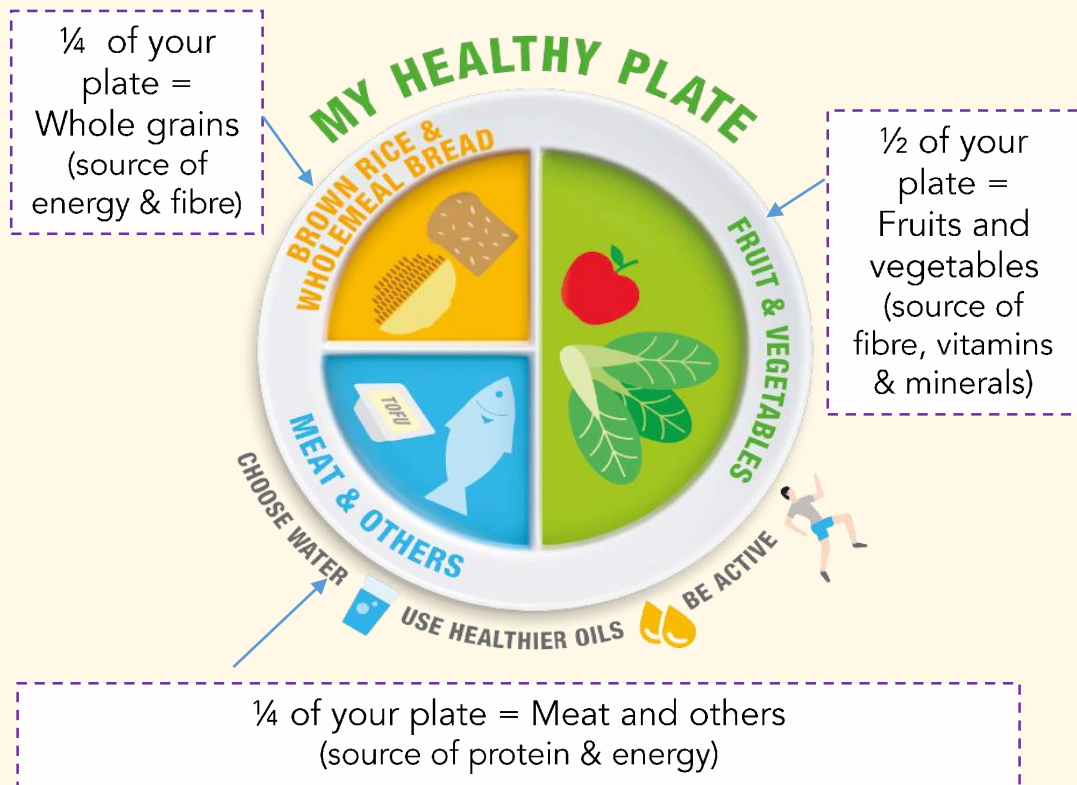 ¼ of your
plate =
Whole grains
(source of
energy & fibre)
MY HEALTHY PLATE
½ of your
plate =
Fruits and
vegetables
(source of
fibre, vitamins
& minerals)
BROWN RICE &
WHOLEMEAL BREAD
FRUIT & VEGETABLES
TOFU
MEAT & OTHERS
CHOOSE WATER
USE HEALTHIER OILS
BE ACTIVE
¼ of your plate = Meat and others
(source of protein & energy)